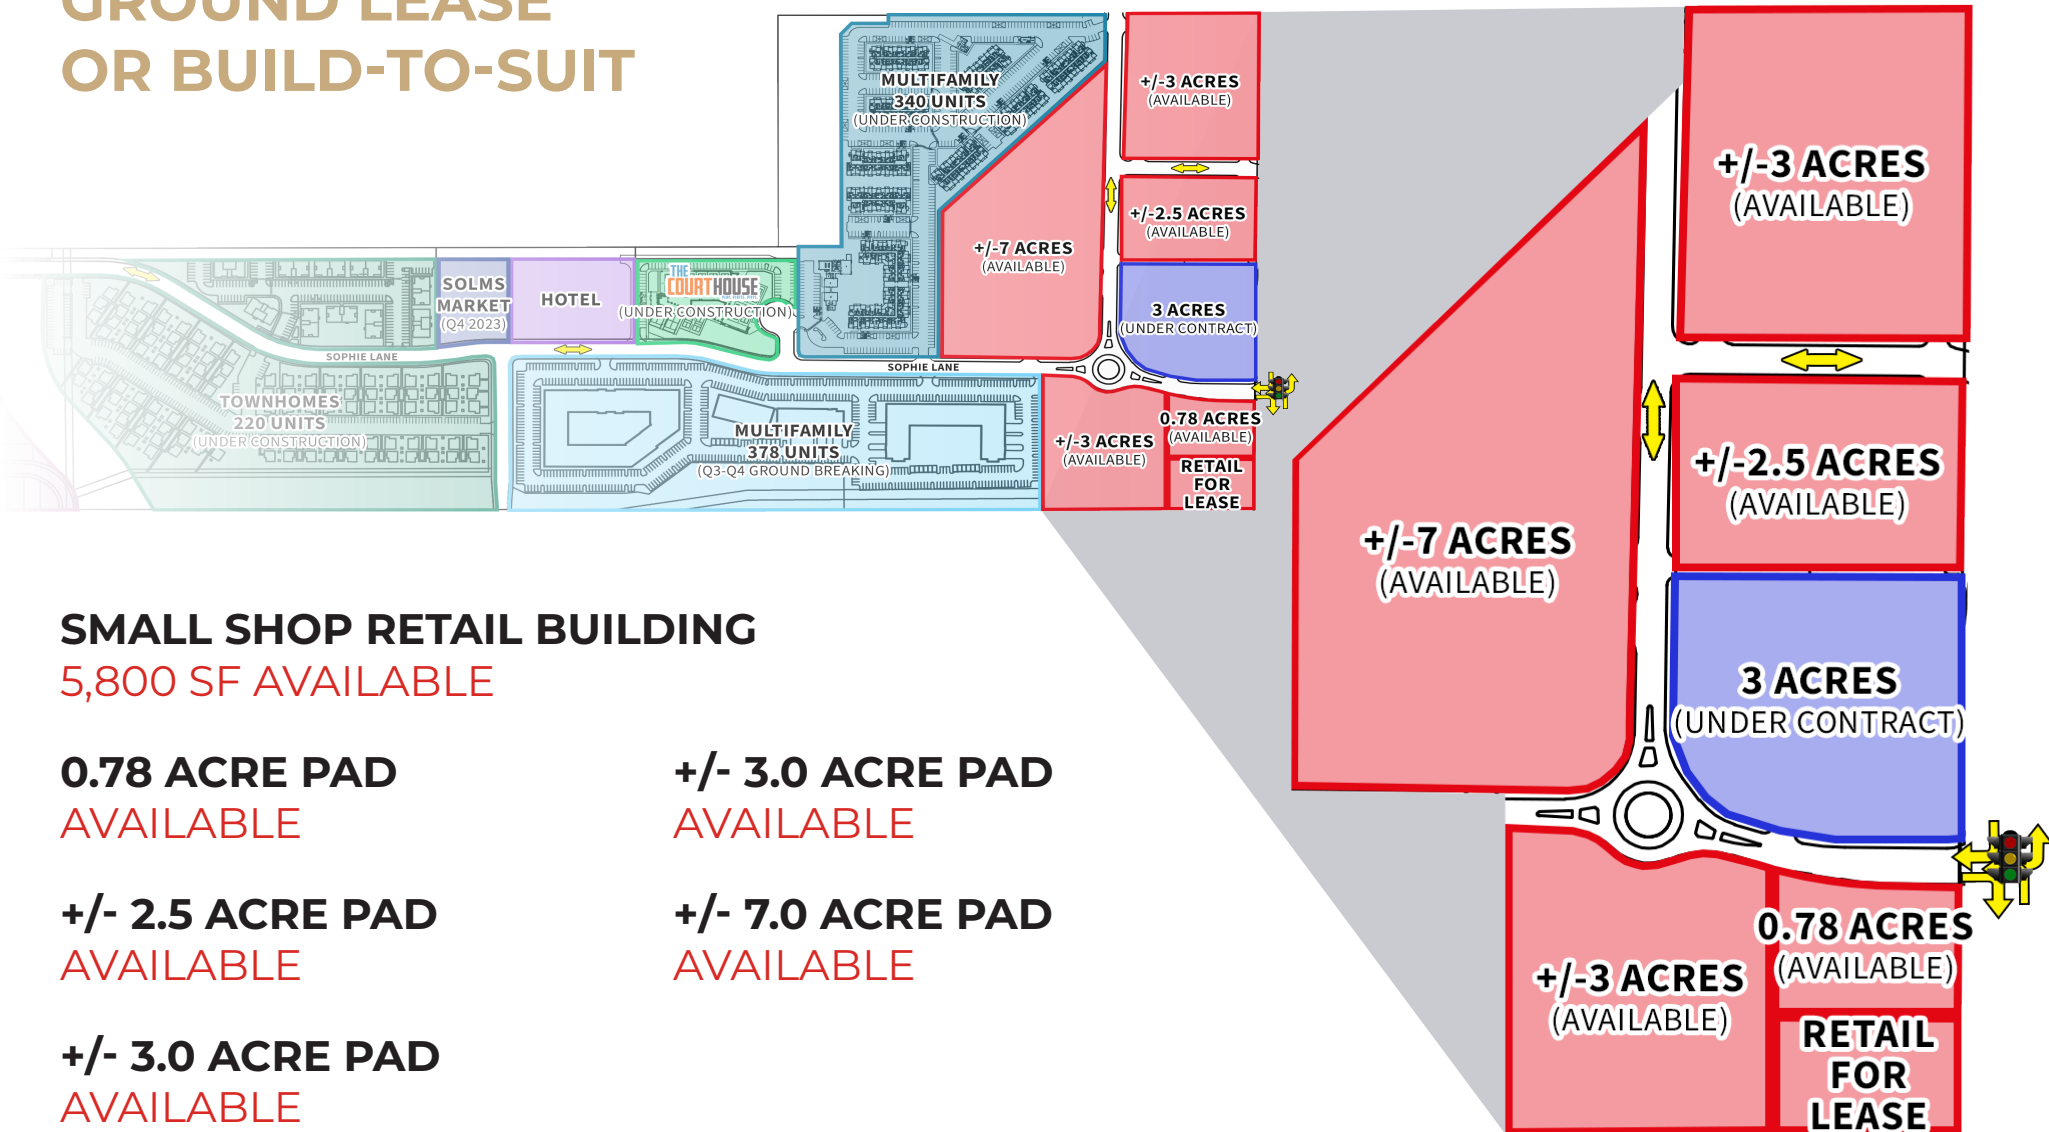 GROUND LEASE
OR BUILD-TO-SUIT
MULTIFAMILY
340 UNITS
(UNDER CONSTRUCTION)
+/-3 ACRES
(AVAILABLE)
+/-2.5 ACRES
(AVAILABLE)
+/-7 ACRES
(AVAILABLE)
3 ACRES
(UNDER CONTRACT)
SOLMS
MARKET
(Q4 2023)
HOTEL
THE
COURTHOUSE
(UNDER CONSTRUCTION)
SOPHIE LANE
SOPHIE LANE
TOWNHOMES
220 UNITS
(UNDER CONSTRUCTION)
MULTIFAMILY
378 UNITS
(Q3-Q4 GROUND BREAKING)
+/-3 ACRES
(AVAILABLE)
0.78 ACRES
(AVAILABLE)
RETAIL
FOR
LEASE
SMALL SHOP RETAIL BUILDING
5,800 SF AVAILABLE
0.78 ACRE PAD
AVAILABLE
+/- 2.5 ACRE PAD
AVAILABLE
+/- 3.0 ACRE PAD
AVAILABLE
+/- 3.0 ACRE PAD
AVAILABLE
+/- 7.0 ACRE PAD
AVAILABLE
+/-3 ACRES
(AVAILABLE)
+/-2.5 ACRES
(AVAILABLE)
+/-7 ACRES
(AVAILABLE)
3 ACRES
(UNDER CONTRACT)
0.78 ACRES
(AVAILABLE)
+/-3 ACRES
(AVAILABLE)
RETAIL
FOR
LEASE